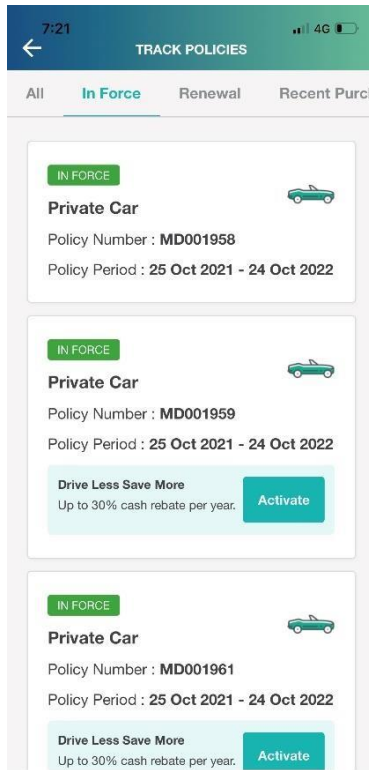 7:21 4G
TRACK POLICIES
All In Force Renewal Recent Purc
IN FORCE
Private Car
Policy Number : MD001958
Policy Period : 25 Oct 2021 - 24 Oct 2022
IN FORCE
Private Car
Policy Number : MD001959
Policy Period : 25 Oct 2021 - 24 Oct 2022
Drive Less Save More
Up to 30% cash rebate per year.
Activate
IN FORCE
Private Car
Policy Number : MD001961
Policy Period : 25 Oct 2021 - 24 Oct 2022
Drive Less Save More
Up to 30% cash rebate per year.
Activate